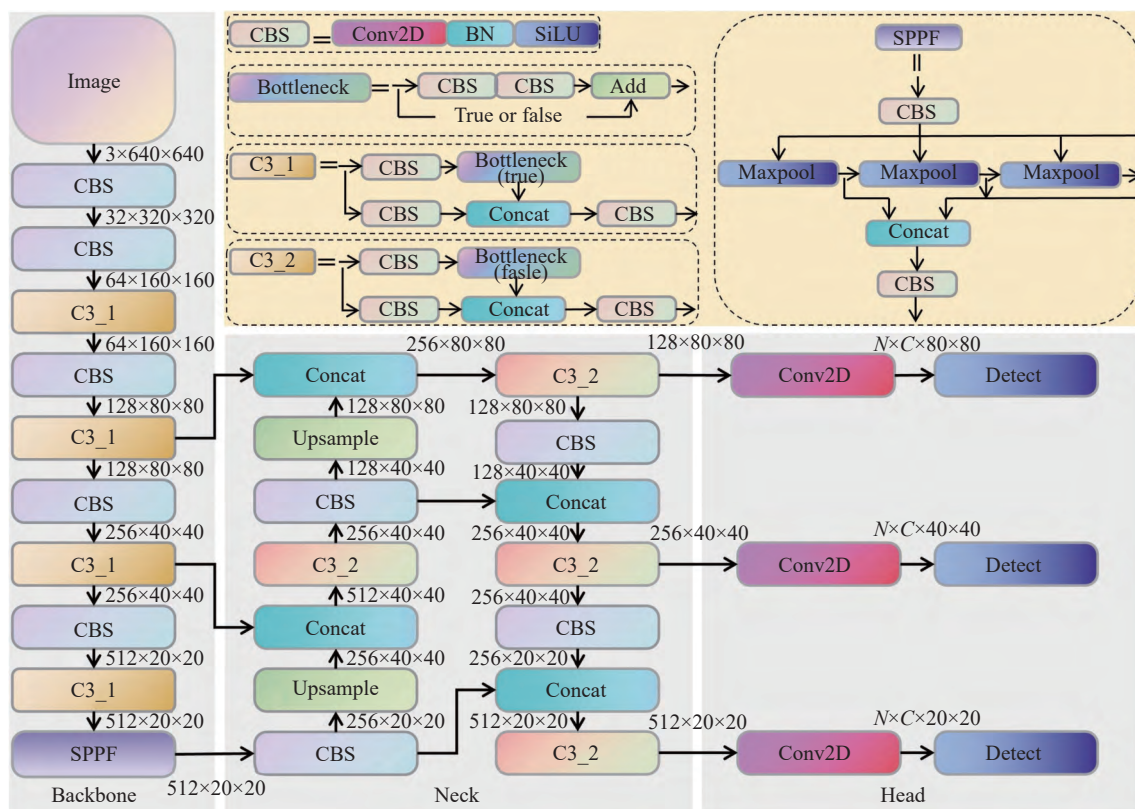 Image
3×640×640
CBS
32×320×320
CBS
64×160×160
C3_1
64×160×160
CBS
128×80×80
C3_1
128×80×80
CBS
256×40×40
C3_1
256×40×40
CBS
512×20×20
C3_1
512×20×20
SPPF
512×20×20
Backbone
CBS = Conv2D BN SiLU
Bottleneck = CBS CBS Add
True or false
C3_1 = CBS Bottleneck
(true)
CBS Concat CBS
C3_2 = CBS Bottleneck
(fasle)
CBS Concat CBS
SPPF
=
CBS
Maxpool Maxpool Maxpool
Concat
CBS
Concat
128×80×80
Upsample
128×40×40
CBS
256×40×40
C3_2
512×40×40
Concat
256×40×40
Upsample
256×20×20
CBS
256×80×80
C3_2
128×80×80
CBS
128×40×40
Concat
256×40×40
C3_2
256×40×40
CBS
256×20×20
Concat
512×20×20
C3_2
Neck
128×80×80
Conv2D
N×C×80×80
Detect
256×40×40
Conv2D
N×C×40×40
Detect
512×20×20
Conv2D
N×C×20×20
Detect
Head